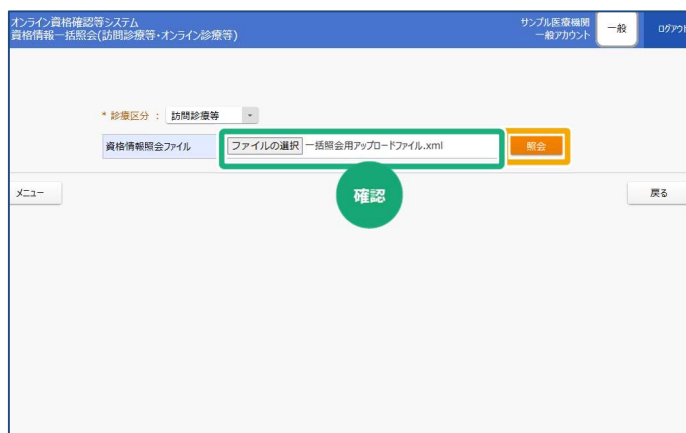 オンライン資格確認等システム
資格情報一括照会(訪問診療等・オンライン診療等)
サンプル医療機関
一般アカウント
一般
ログアウト
* 診療区分 : 訪問診療等
資格情報照会ファイル ファイルの選択 一括照会用アップロードファイル.xml 照会
確認
メニュー 戻る